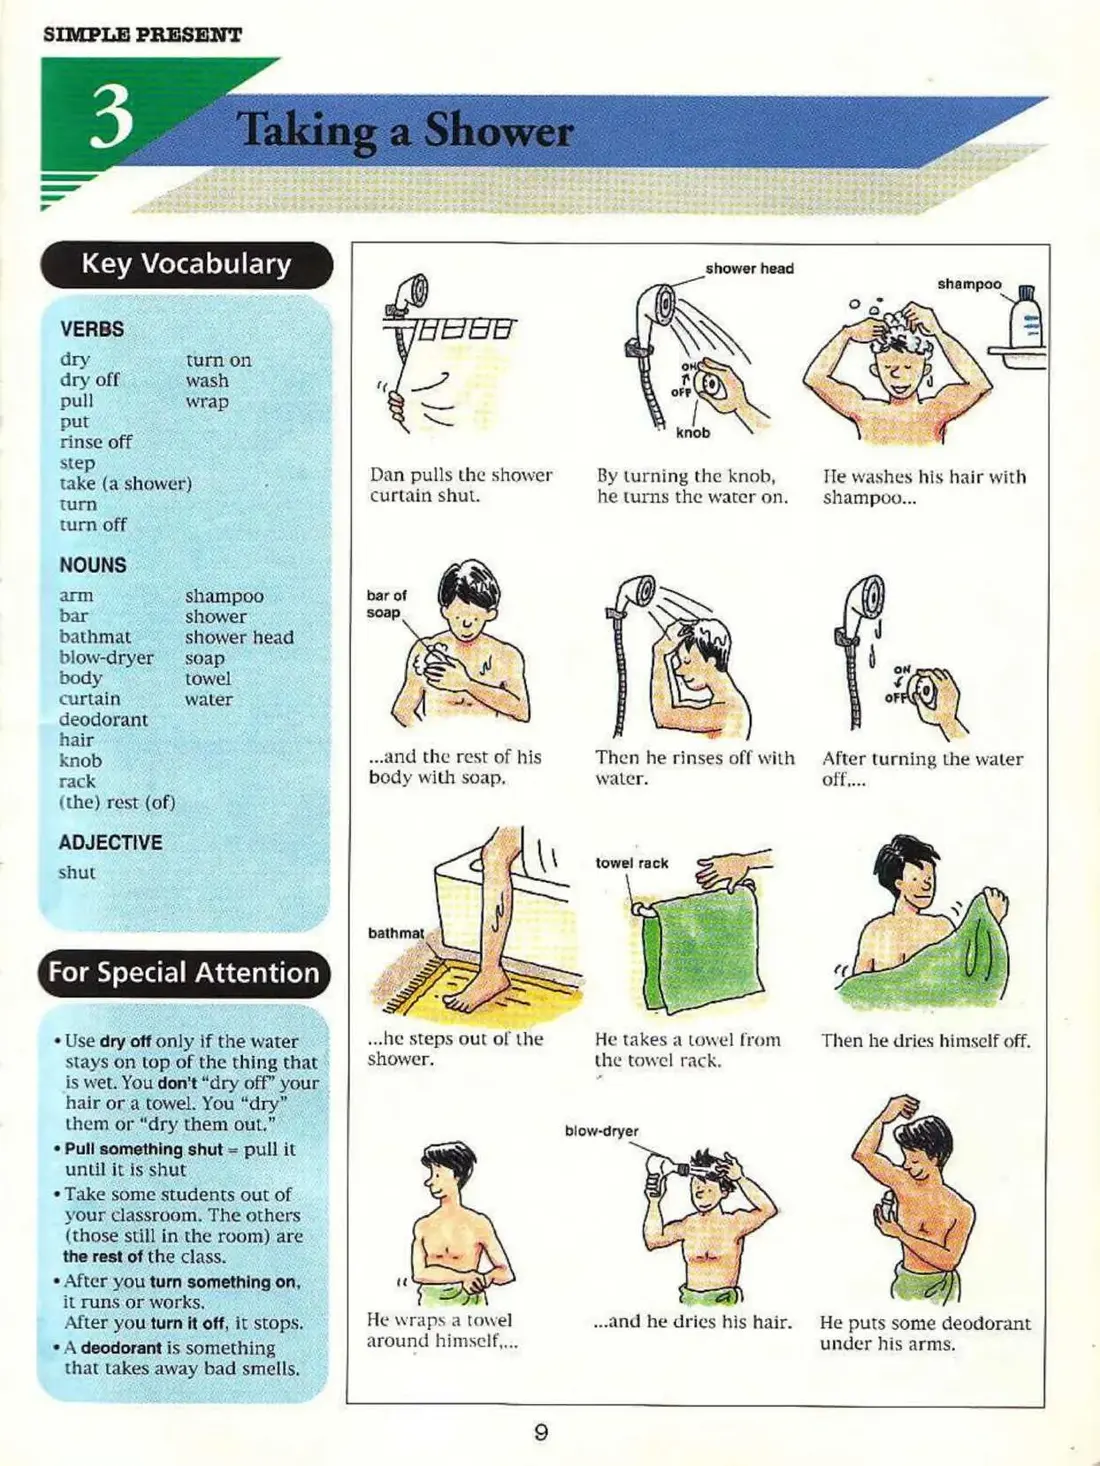 SIMPLE PRESENT
3
Taking a Shower
Key Vocabulary
VERBS
dry turn on
dry off wash
pull wrap
put
rinse off
step
take (a shower)
turn
turn off
NOUNS
arm shampoo
bar shower
bathmat shower head
blow-dryer soap
body towel
curtain water
deodorant
hair
knob
rack
(the) rest (of)
ADJECTIVE
shut
For Special Attention
• Use dry off only if the water
stays on top of the thing that
is wet. You don't "dry off" your
hair or a towel. You "dry"
them or "dry them out."
• Pull something shut = pull it
until it is shut
• Take some students out of
your classroom. The others
(those still in the room) are
the rest of the class.
• After you turn something on,
it runs or works.
After you turn it off, it stops.
• A deodorant is something
that takes away bad smells.
Dan pulls the shower
curtain shut.
shower head
ON
OFF
knob
By turning the knob,
he turns the water on.
shampoo
He washes his hair with
shampoo...
bar of
soap
...and the rest of his
body with soap.
Then he rinses off with
water.
ON
OFF
After turning the water
off,...
bathmat
...he steps out of the
shower.
towel rack
He takes a towel from
the towel rack.
Then he dries himself off.
He wraps a towel
around himself,...
blow-dryer
...and he dries his hair.
He puts some deodorant
under his arms.
9